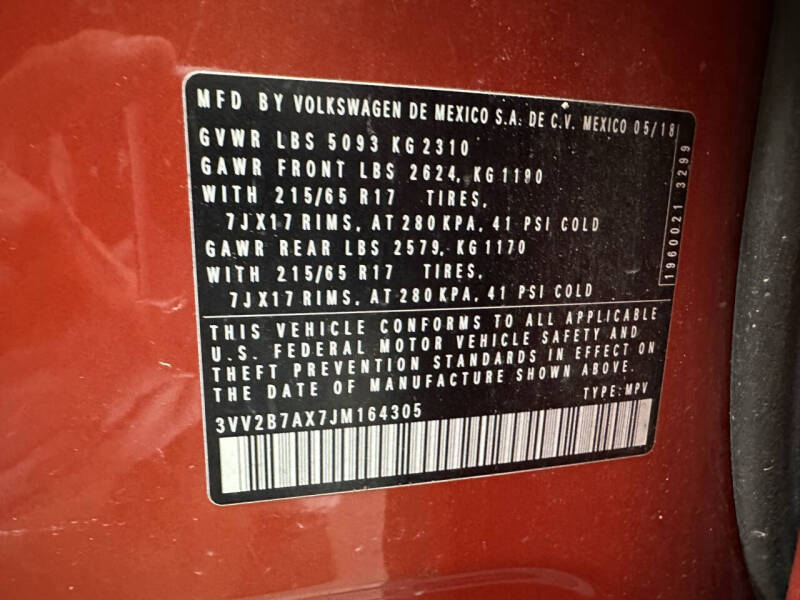 MFD BY VOLKSWAGEN DE MEXICO S.A. DE C.V. MEXICO 05/18
GVWR LBS 5093 KG 2310
GAWR FRONT LBS 2624, KG 1190
WITH 215/65 R17 TIRES,
7JX17 RIMS, AT 280 KPA, 41 PSI COLD
GAWR REAR LBS 2579, KG 1170
WITH 215/65 R17 TIRES,
7JX17 RIMS, AT 280 KPA, 41 PSI COLD
1960021 3299
THIS VEHICLE CONFORMS TO ALL APPLICABLE
U.S. FEDERAL MOTOR VEHICLE SAFETY AND
THEFT PREVENTION STANDARDS IN EFFECT ON
THE DATE OF MANUFACTURE SHOWN ABOVE.
TYPE: MPV
3VV2B7AX7JM164305